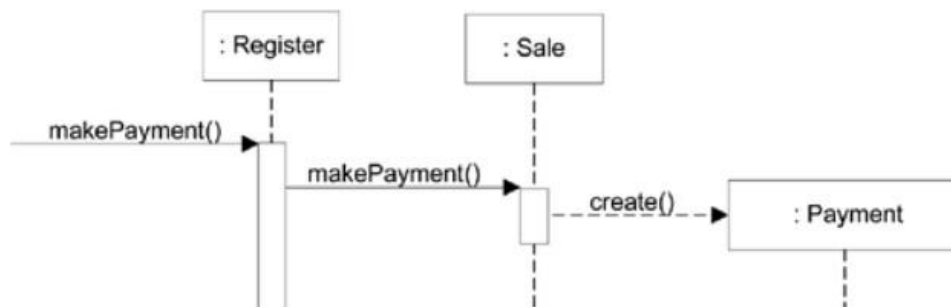 : Register
: Sale
makePayment()
makePayment()
create()
: Payment